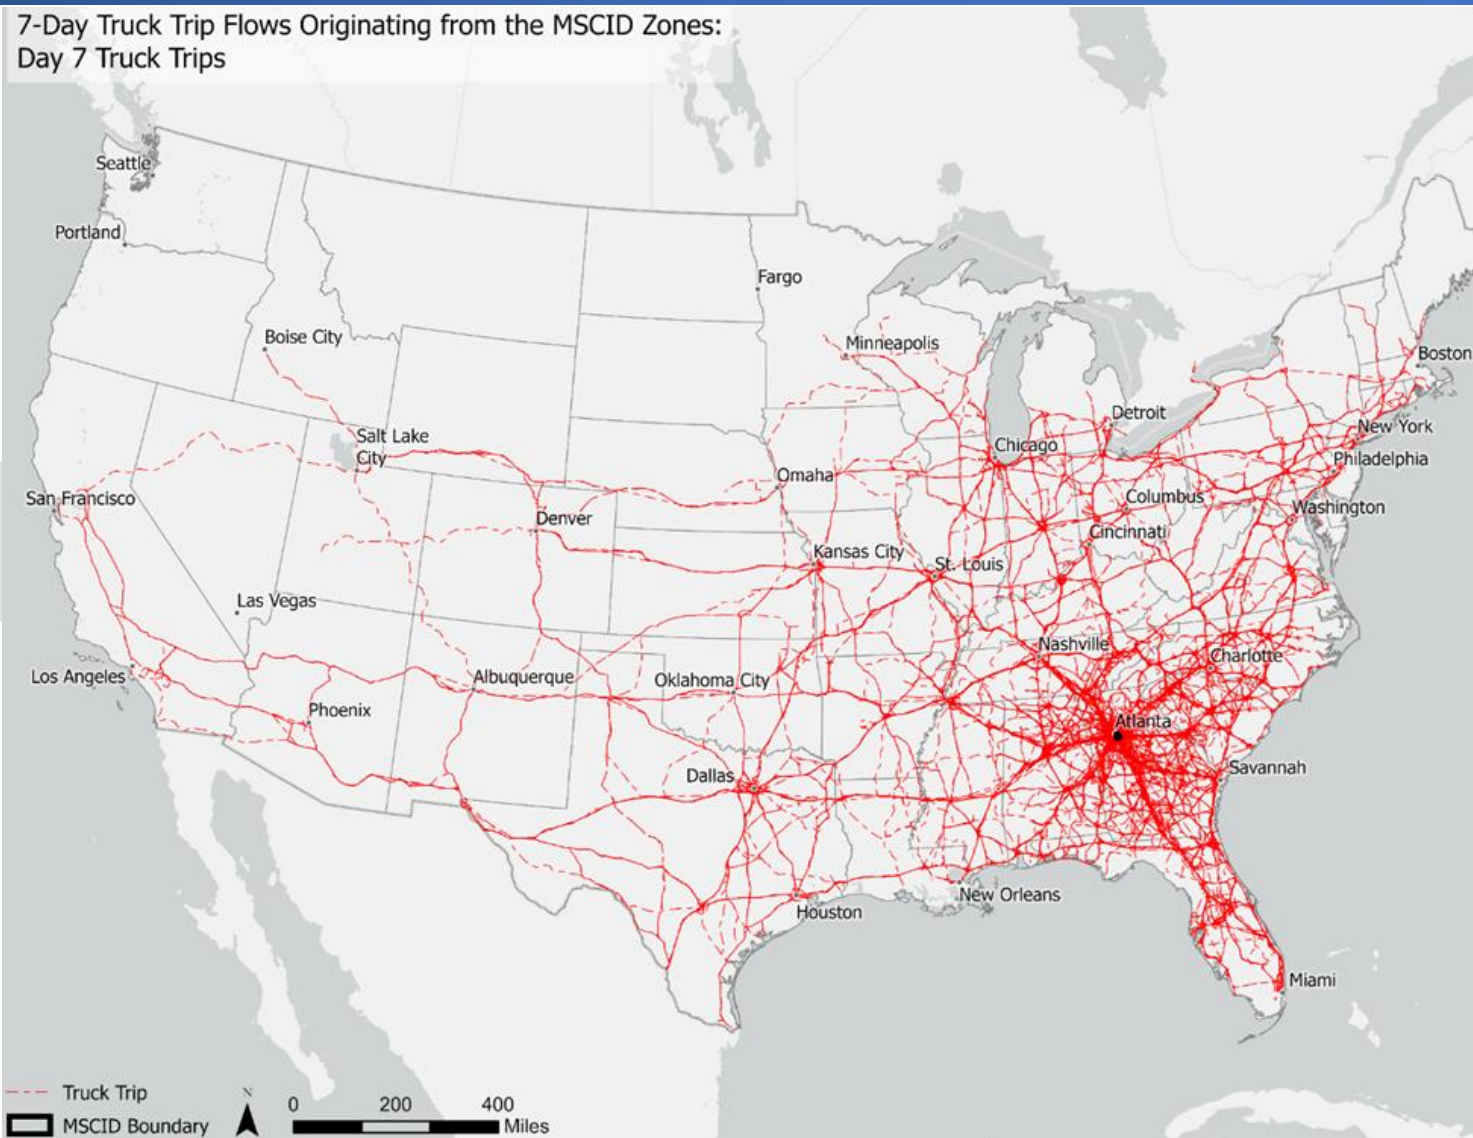 7-Day Truck Trip Flows Originating from the MSCID Zones:
Day 7 Truck Trips
Seattle
Portland
Fargo
Boise City
Minneapolis
Boston
Detroit
New York
Salt Lake
City
Chicago
Philadelphia
Omaha
San Francisco
Columbus
Washington
Denver
Cincinnati
Kansas City
St. Louis
Las Vegas
Nashville
Charlotte
Los Angeles
Albuquerque
Oklahoma City
Phoenix
Atlanta
Dallas
Savannah
New Orleans
Houston
Miami
Truck Trip
MSCID Boundary
N
0 200 400
Miles